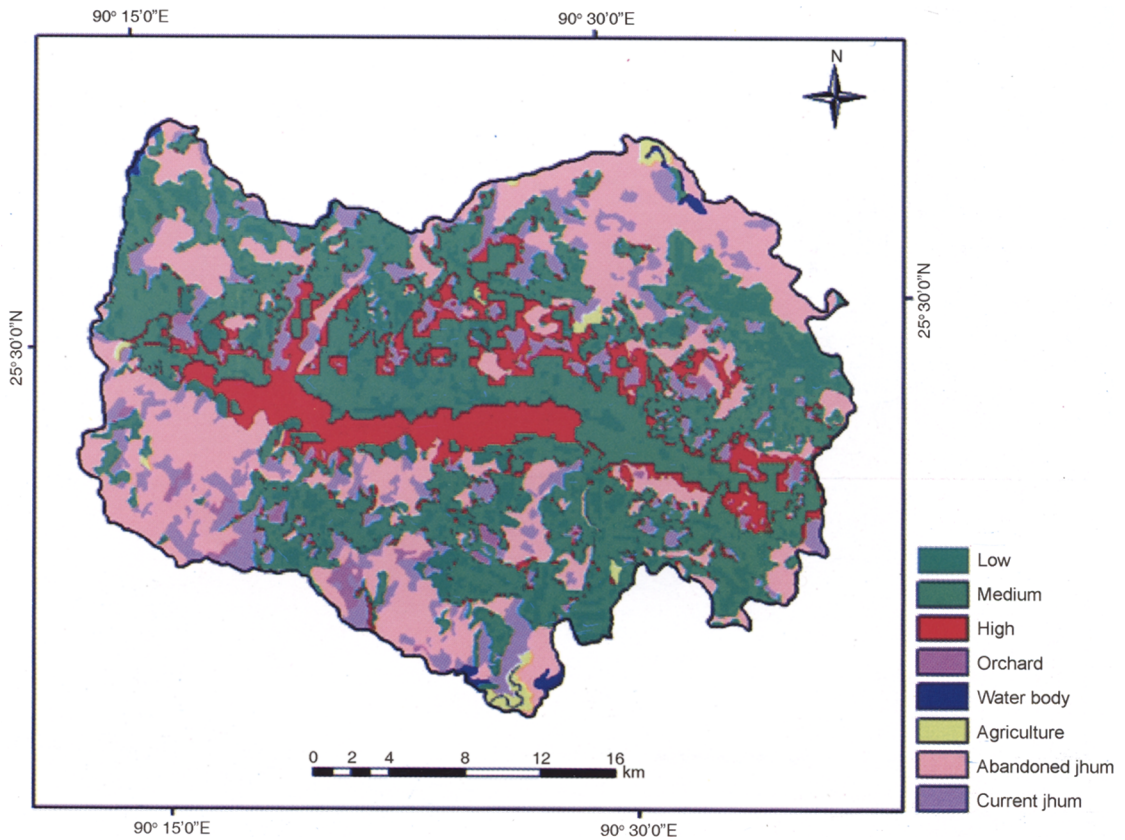 90° 15'0"E
90° 30'0"E
N
25° 30'0"N
25° 30'0"N
Low
Medium
High
Orchard
Water body
Agriculture
Abandoned jhum
Current jhum
0 2 4 8 12 16
km
90° 15'0"E
90° 30'0"E